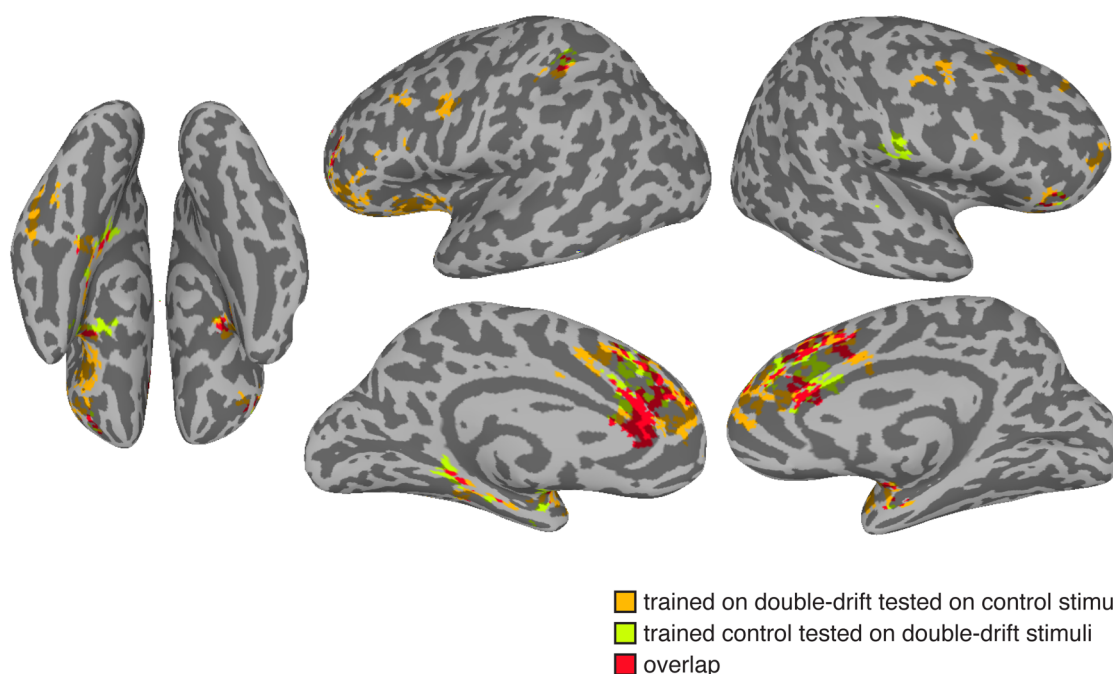 trained on double-drift tested on control stimu
trained control tested on double-drift stimuli
overlap